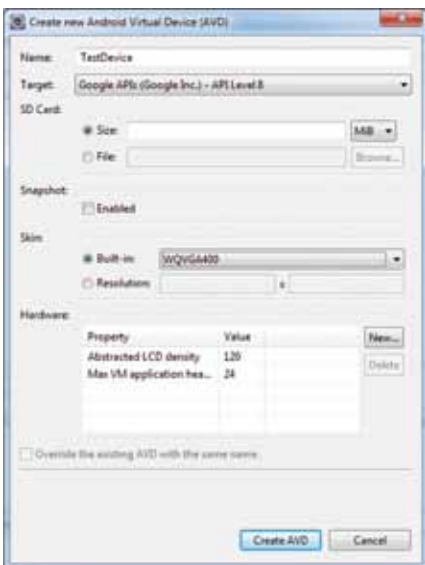 Create new Android Virtual Device (AVD)
Name: TestDevice
Target: Google APIs (Google Inc.) - API Level 8
SD Card:
Size: MiB
File: Browse...
Snapshot:
Enabled
Skin:
Built-in: WQVGA400
Resolution: x
Hardware:
Property Value New...
Abstracted LCD density 120 Delete
Max VM application hea... 24
Override the existing AVD with the same name
Create AVD Cancel